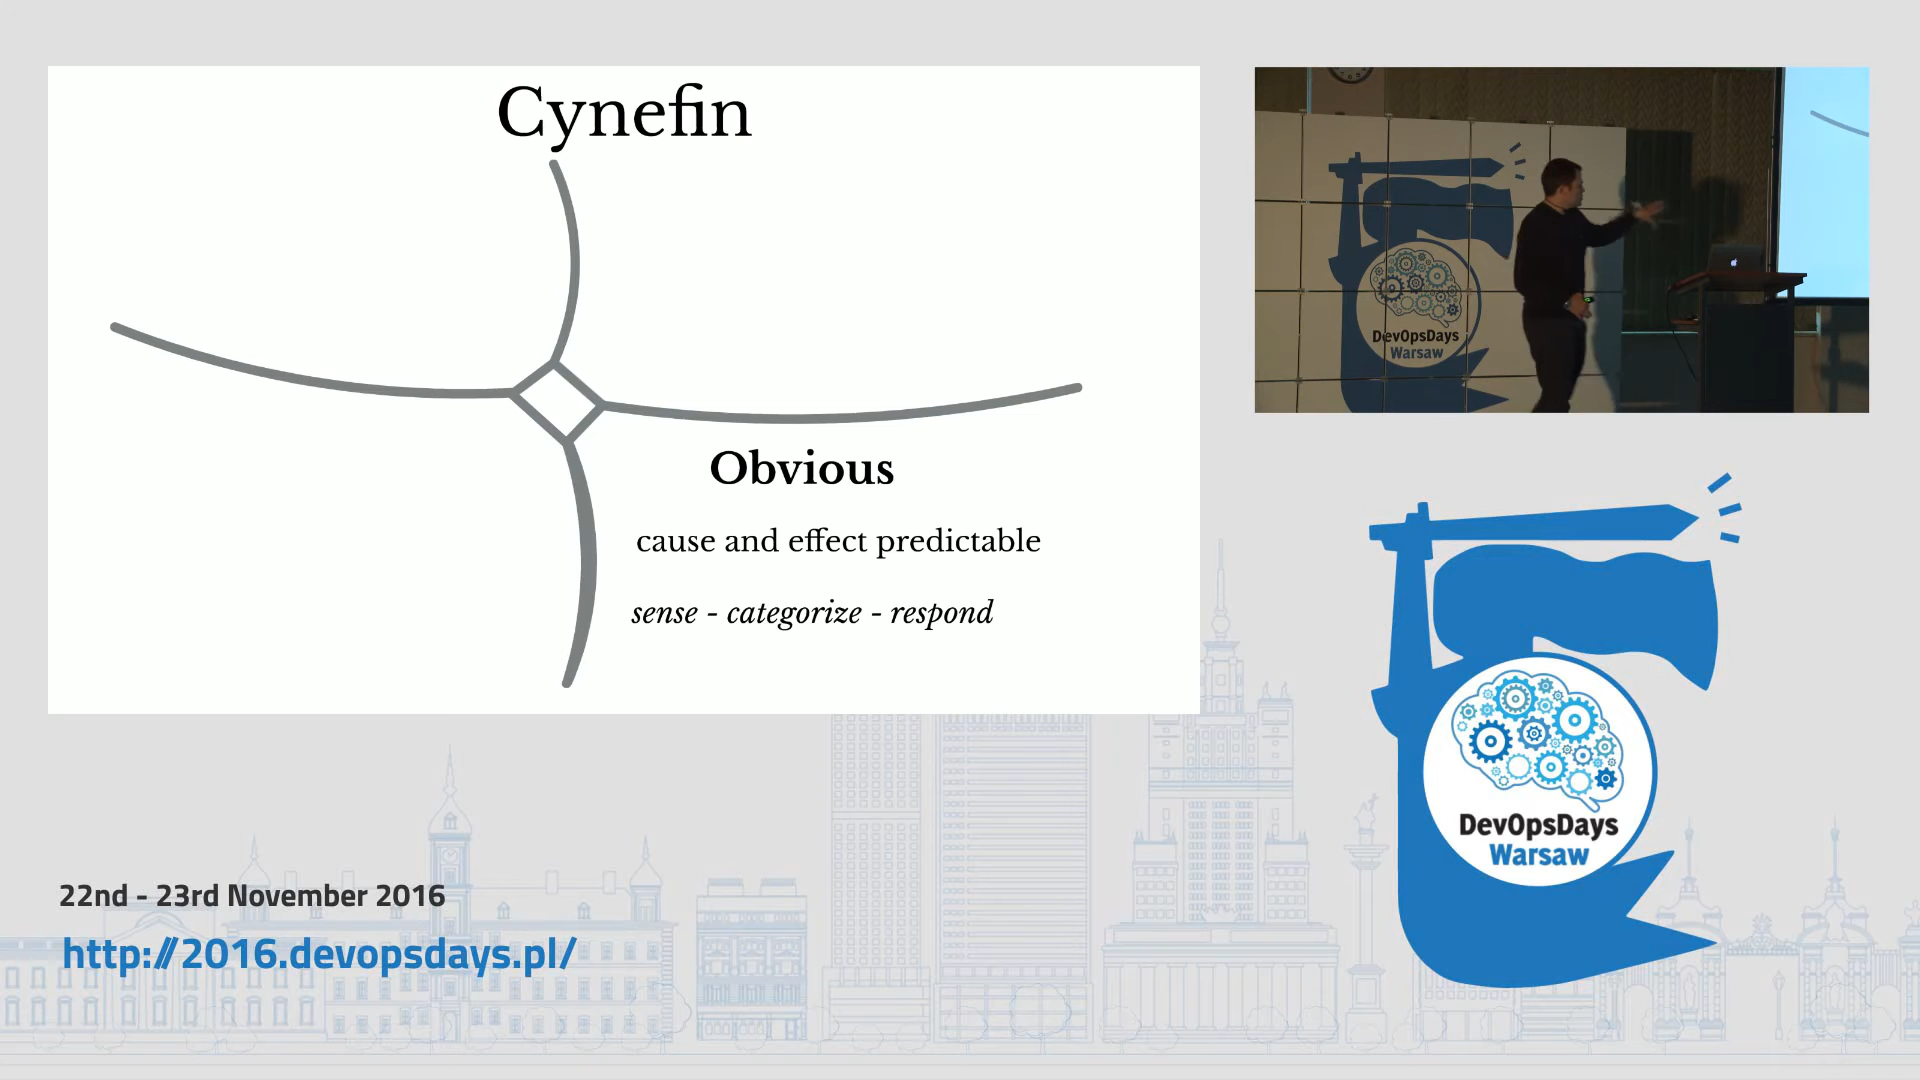 Cynefin
Obvious
cause and effect predictable
sense - categorize - respond
DevOpsDays
Warsaw
DevOpsDays
Warsaw
22nd - 23rd November 2016
http://2016.devopsdays.pl/